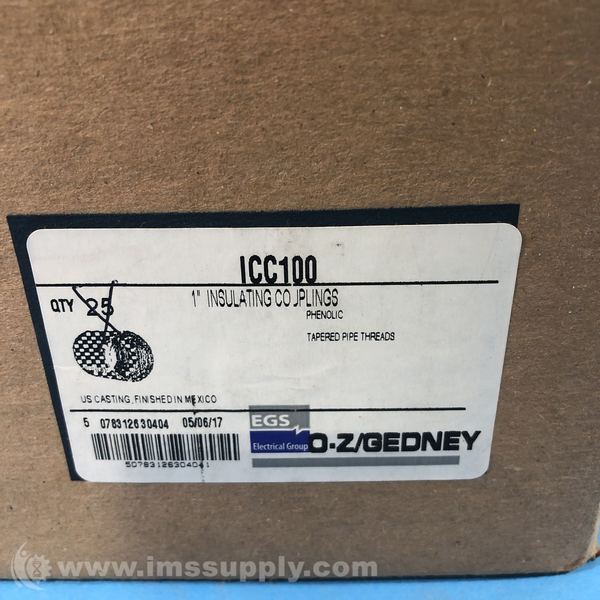 ICC100
QTY 25
1" INSULATING COUPLINGS
PHENOLIC
TAPERED PIPE THREADS
US CASTING, FINISHED IN MEXICO
5 078312630404 05/06/17
50783126304041
EGS
Electrical Group
O-Z/GEDNEY
www.imssupply.com